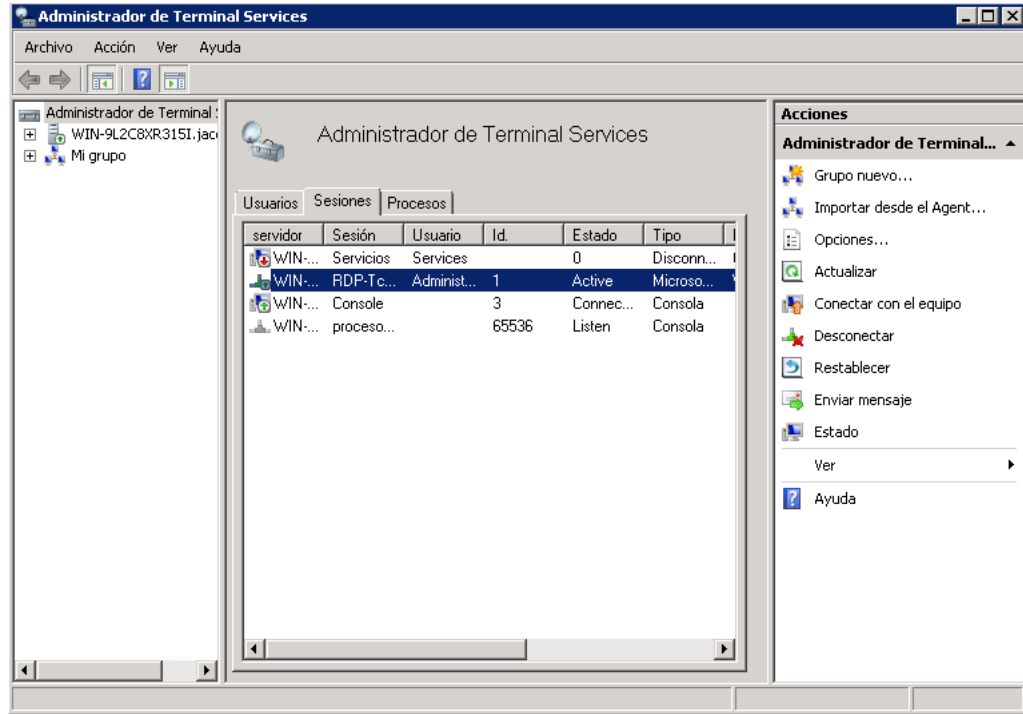 Administrador de Terminal Services
Archivo Acción Ver Ayuda
Administrador de Terminal
WIN-9L2C8XR315I.jac
Mi grupo
Administrador de Terminal Services
Usuarios Sesiones Procesos
servidor Sesión Usuario Id. Estado Tipo
WIN-... Servicios Services 0 Disconn...
WIN-... RDP-Tc... Administ... 1 Active Microso...
WIN-... Console 3 Connec... Consola
WIN-... proceso... 65536 Listen Consola
Acciones
Administrador de Terminal...
Grupo nuevo...
Importar desde el Agent...
Opciones...
Actualizar
Conectar con el equipo
Desconectar
Restablecer
Enviar mensaje
Estado
Ver
Ayuda